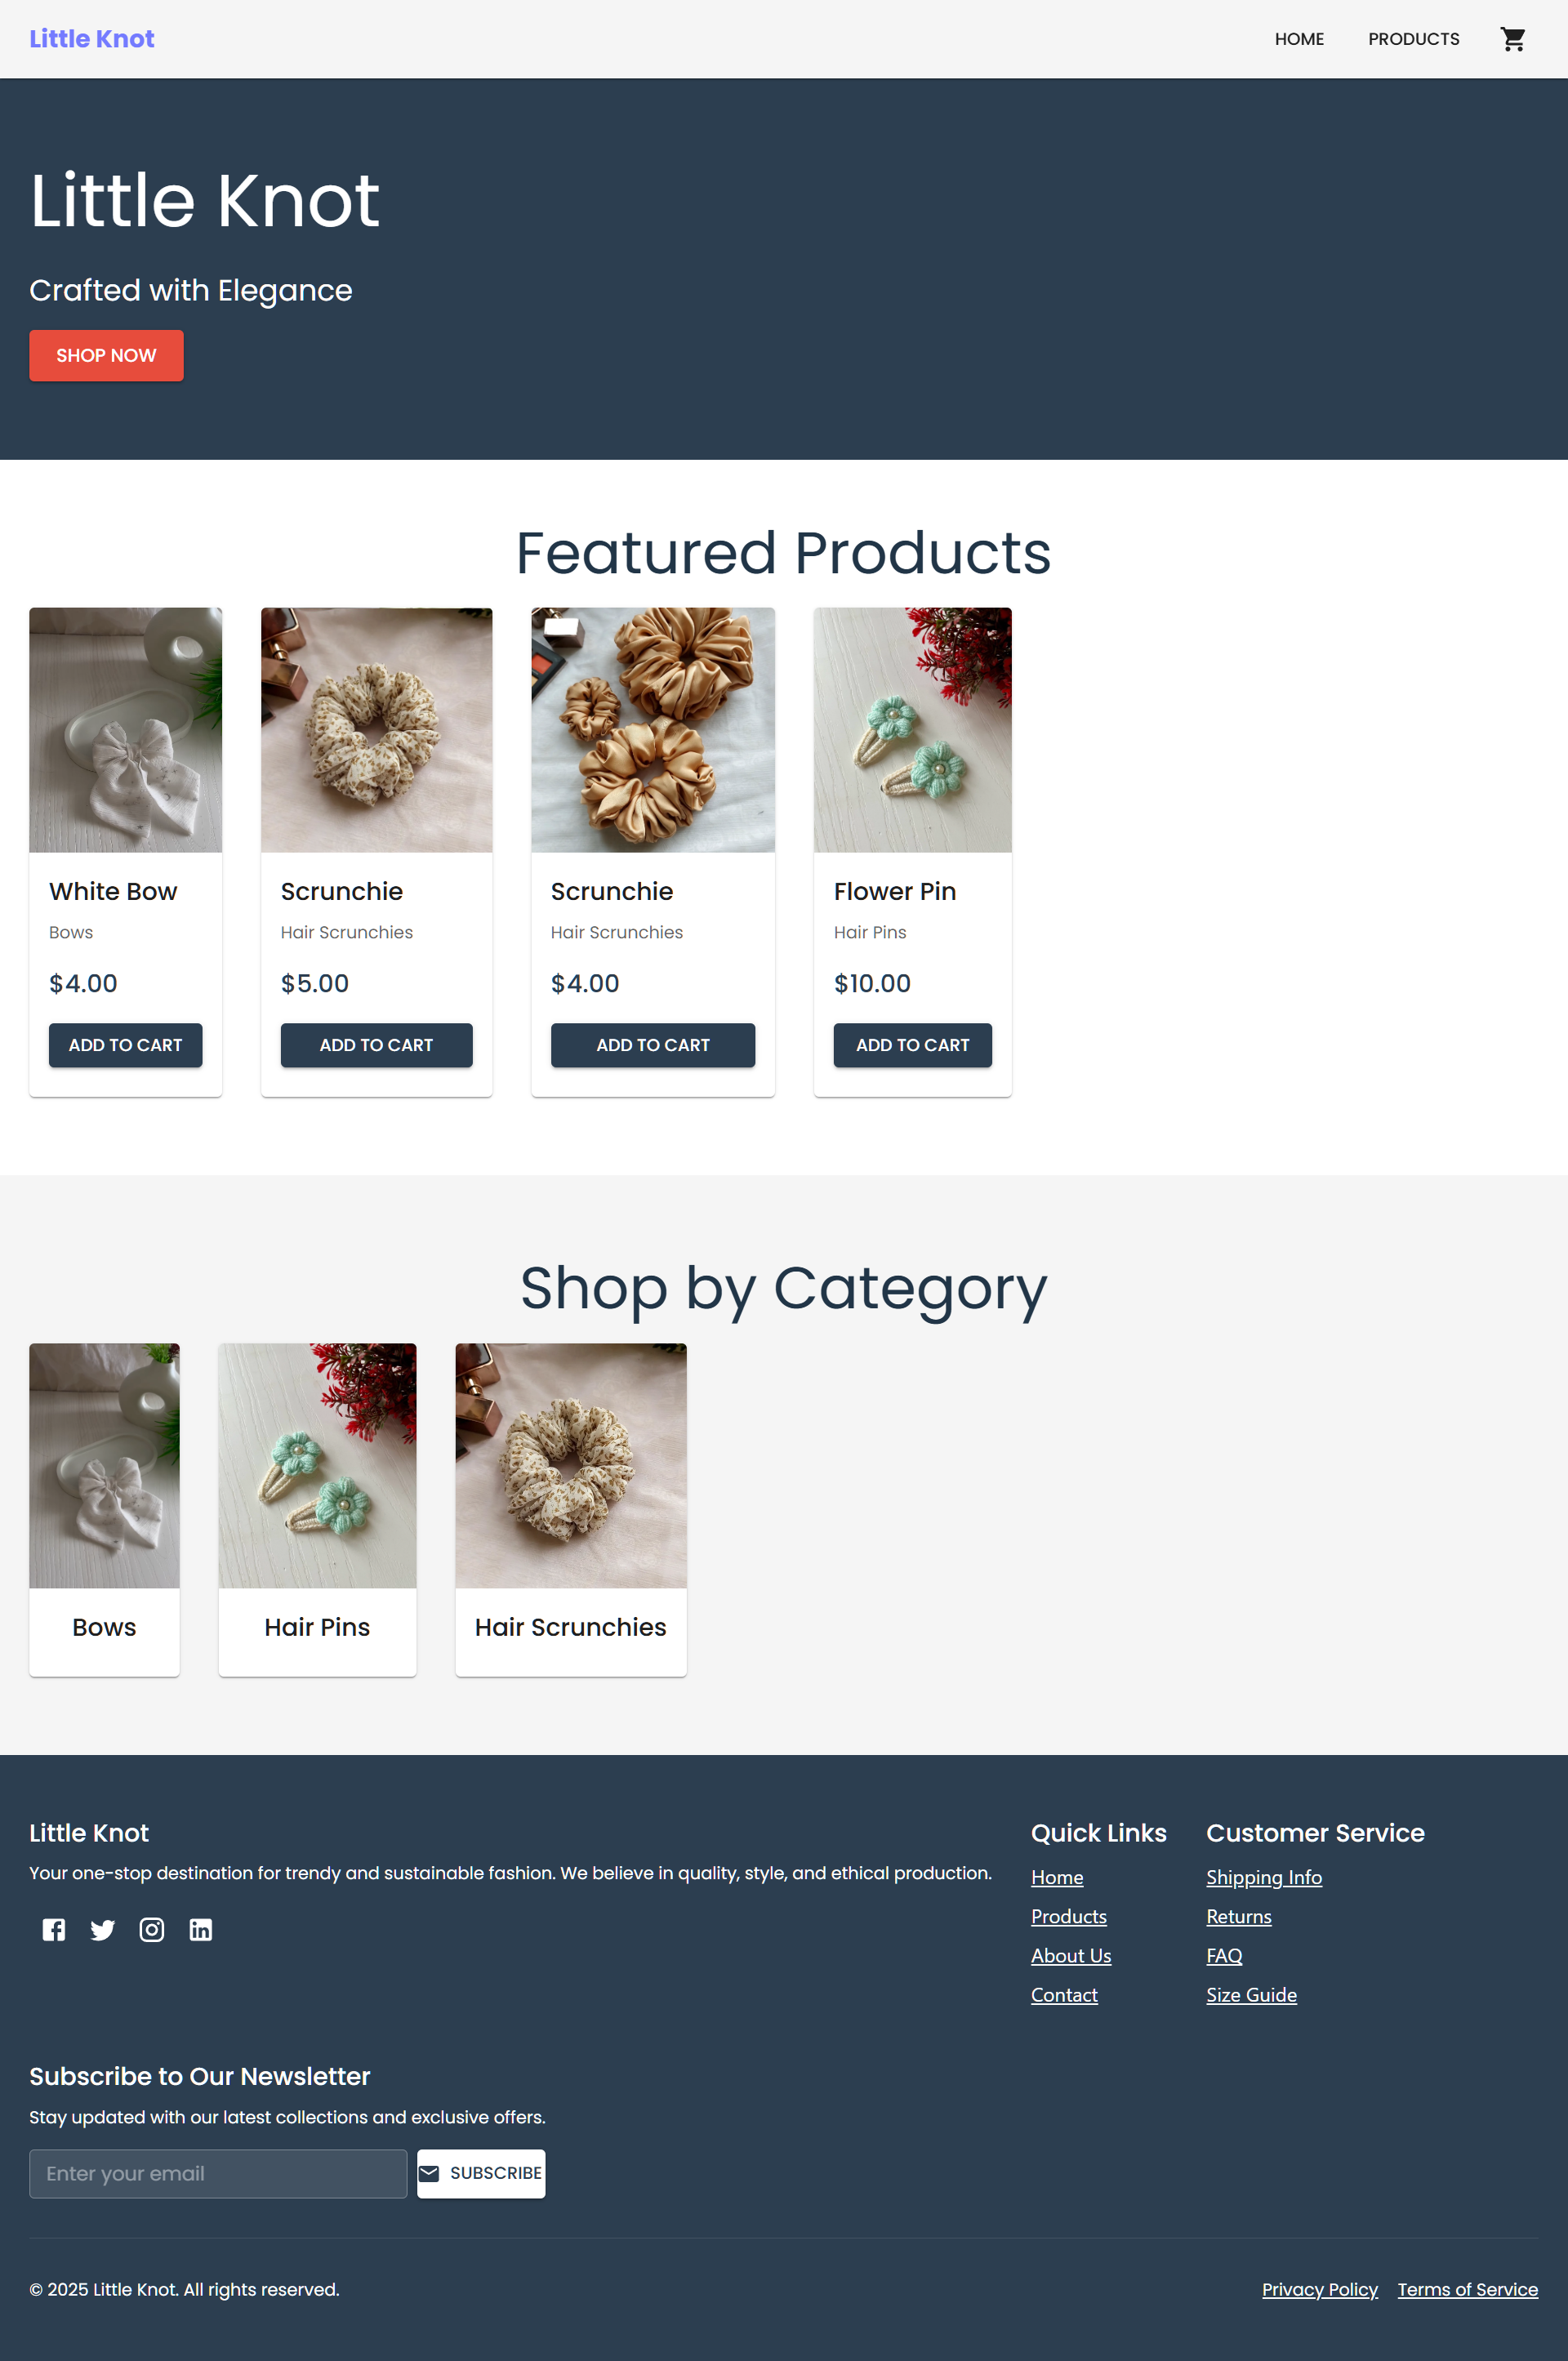 Little Knot
HOME PRODUCTS
Little Knot
Crafted with Elegance
SHOP NOW
Featured Products
White Bow
Bows
$4.00
ADD TO CART
Scrunchie
Hair Scrunchies
$5.00
ADD TO CART
Scrunchie
Hair Scrunchies
$4.00
ADD TO CART
Flower Pin
Hair Pins
$10.00
ADD TO CART
Shop by Category
Bows
Hair Pins
Hair Scrunchies
Little Knot
Your one-stop destination for trendy and sustainable fashion. We believe in quality, style, and ethical production.
Quick Links
Home
Products
About Us
Contact
Customer Service
Shipping Info
Returns
FAQ
Size Guide
Subscribe to Our Newsletter
Stay updated with our latest collections and exclusive offers.
Enter your email
SUBSCRIBE
© 2025 Little Knot. All rights reserved.
Privacy Policy Terms of Service